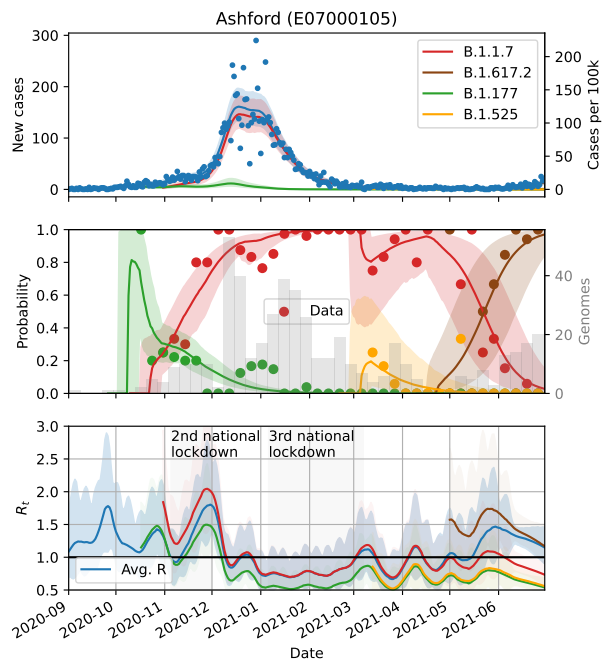 Ashford (E07000105)
300
200
100
0
New cases
200
150
100
50
0
Cases per 100k
B.1.1.7
B.1.617.2
B.1.177
B.1.525
1.0
0.8
0.6
0.4
0.2
0.0
Probability
40
20
0
Genomes
Data
3.0
2.5
2.0
1.5
1.0
0.5
Rt
2nd national
lockdown
3rd national
lockdown
Avg. R
2020-09
2020-10
2020-11
2020-12
2021-01
2021-02
2021-03
2021-04
2021-05
2021-06
Date